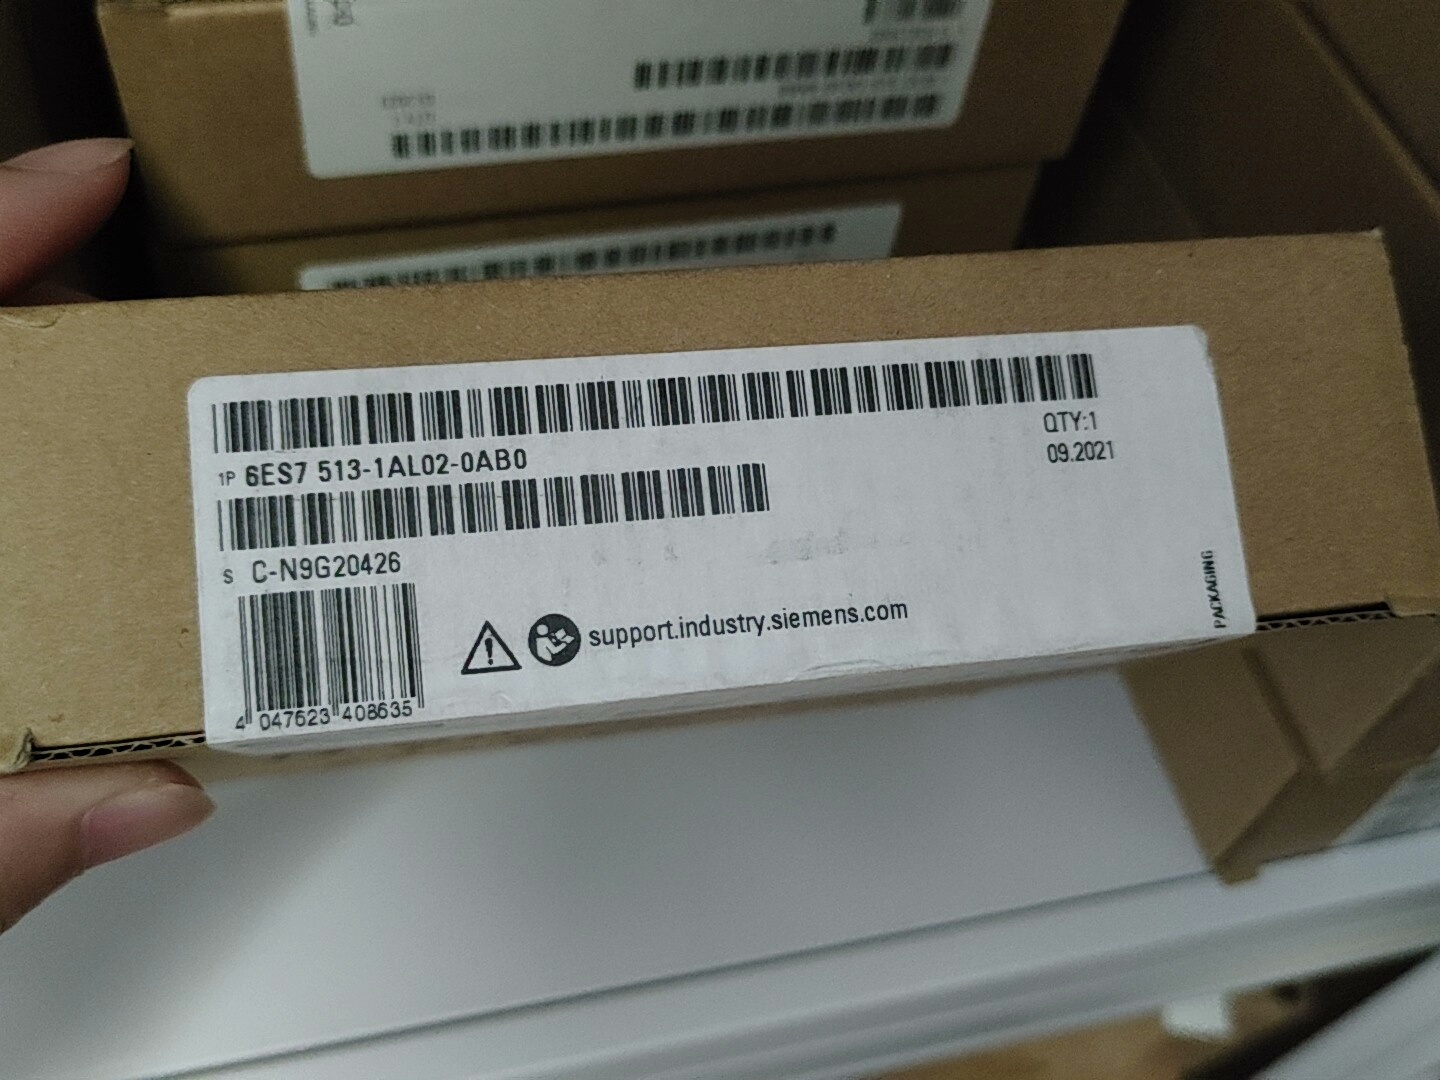 QTY:1
1P 6ES7 513-1AL02-0AB0
09.2021
S C-N9G20426
support.industry.siemens.com
PACKAGING
4 047623 408635